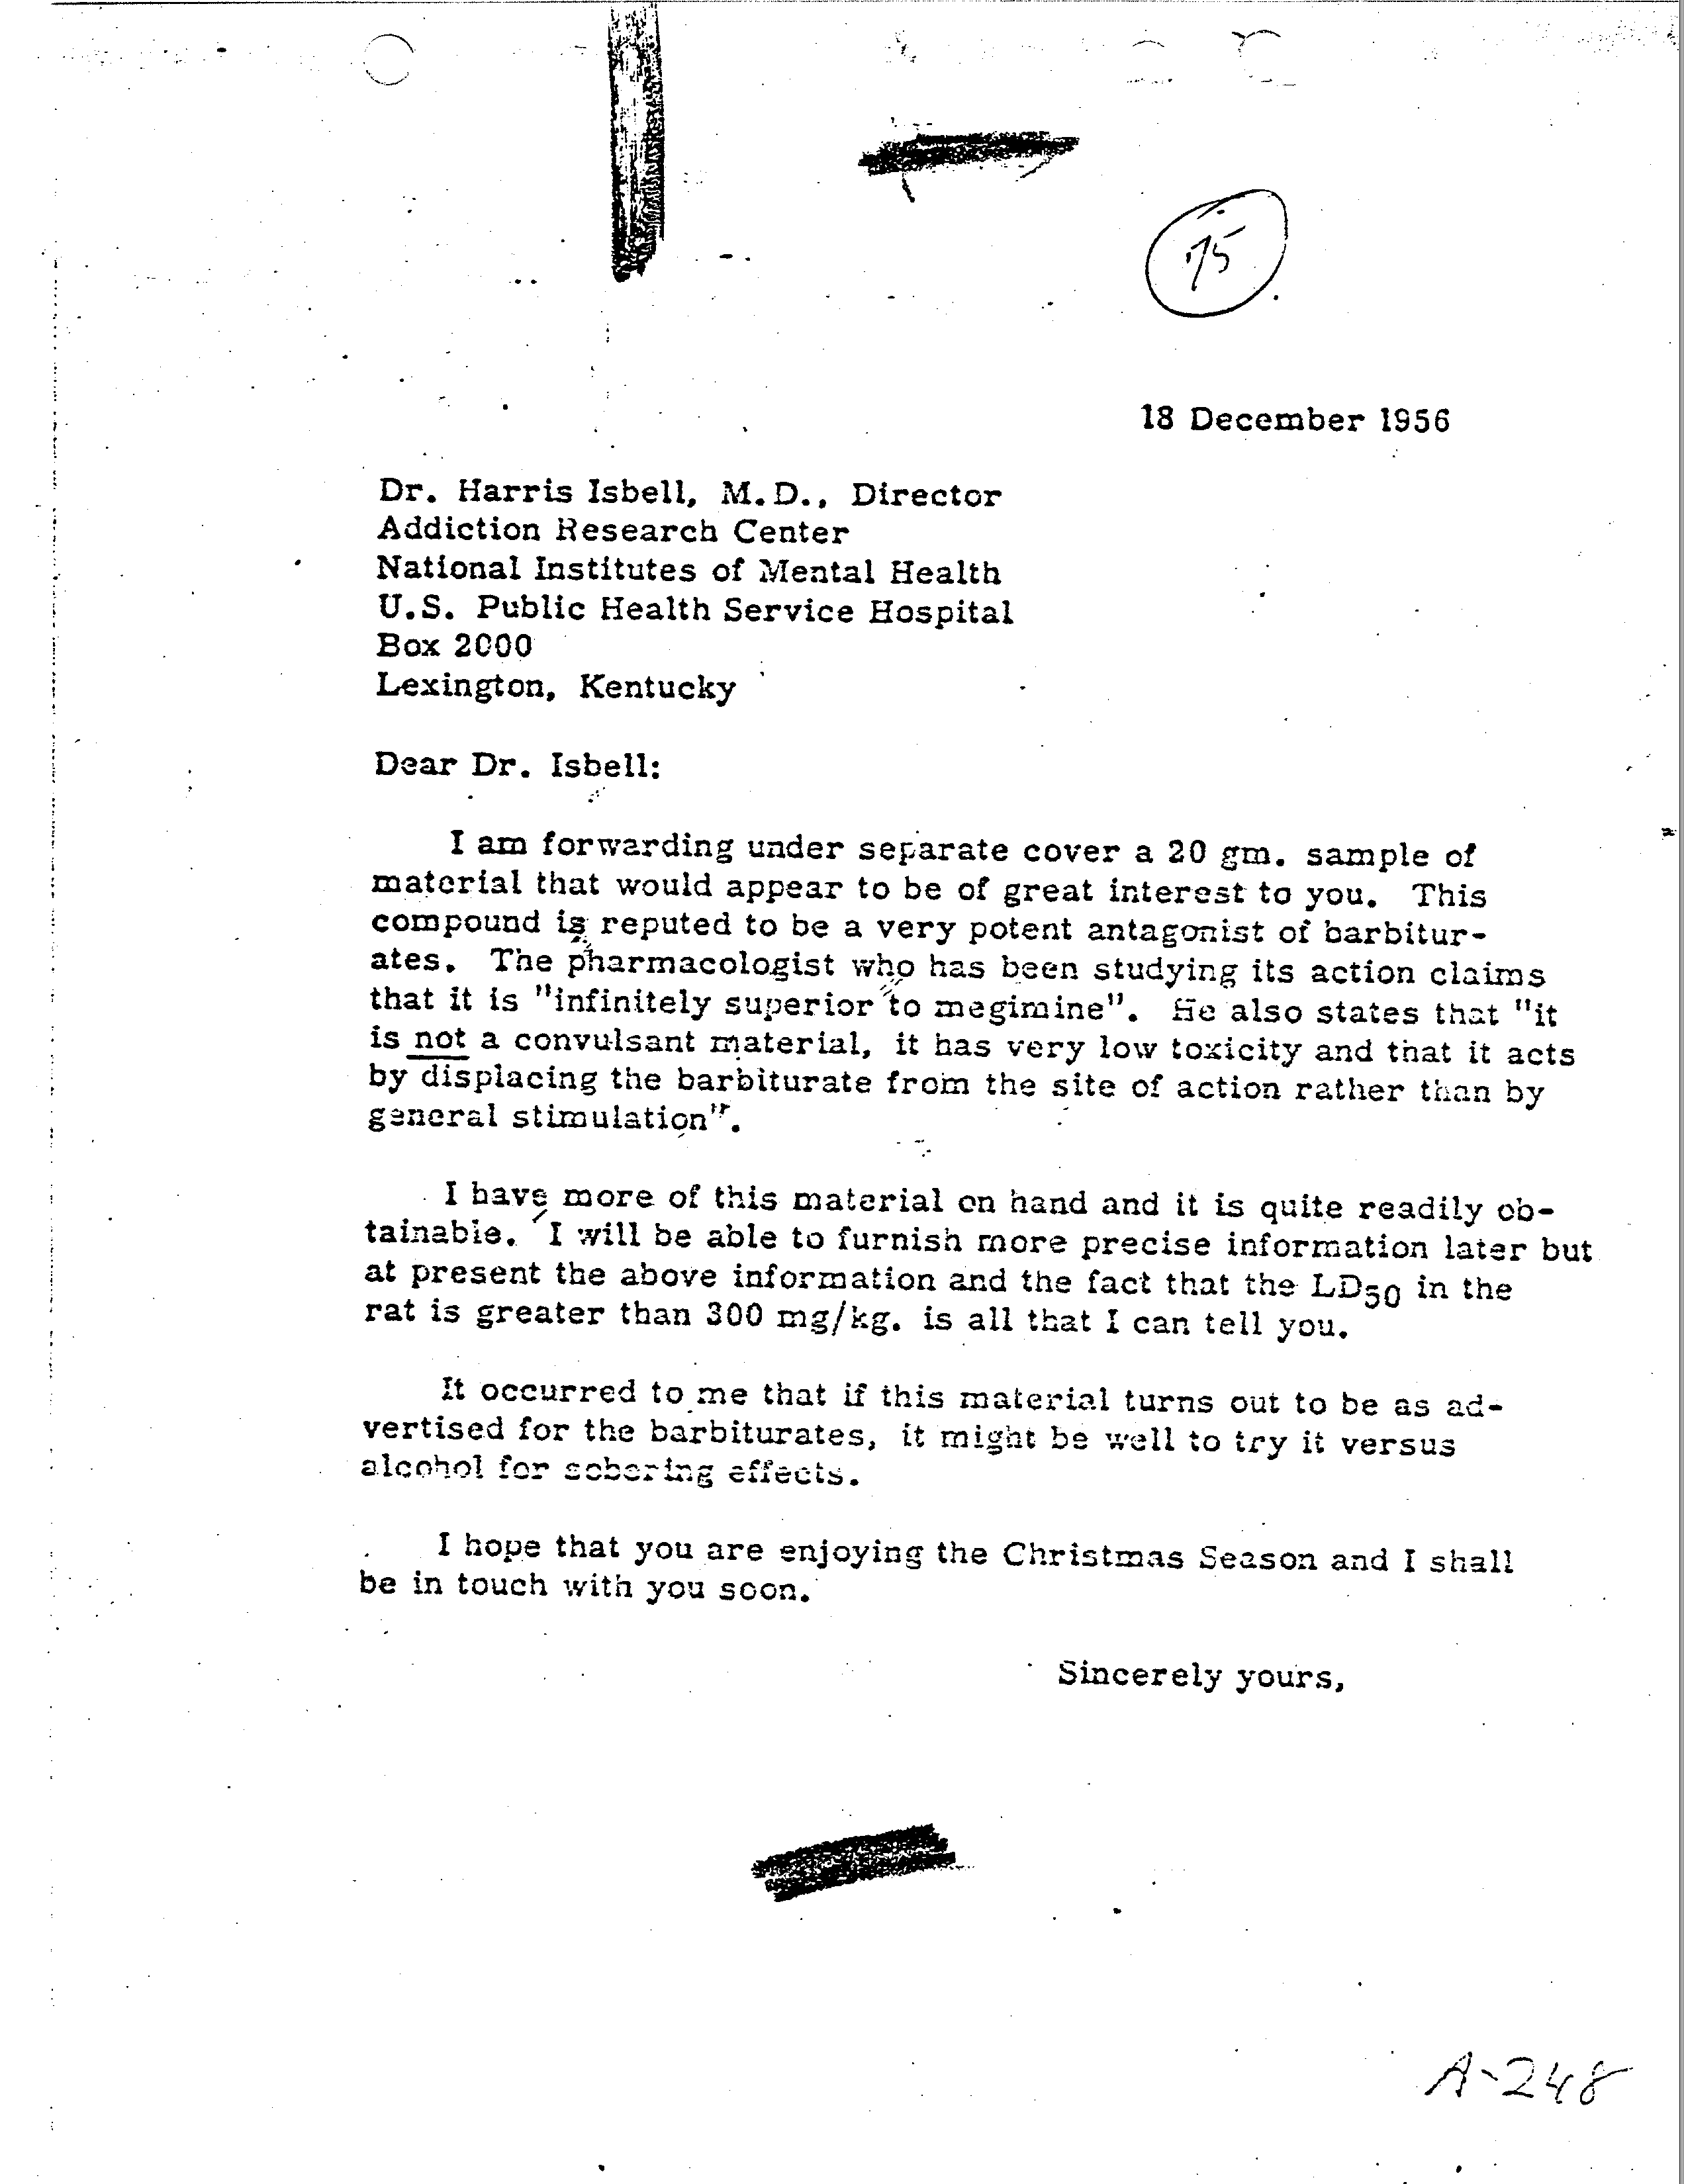 75
18 December 1956
Dr. Harris Isbell, M.D., Director
Addiction Research Center
National Institutes of Mental Health
U.S. Public Health Service Hospital
Box 2000
Lexington, Kentucky
Dear Dr. Isbell:
I am forwarding under separate cover a 20 gm. sample of
material that would appear to be of great interest to you. This
compound is reputed to be a very potent antagonist of barbitur-
ates. The pharmacologist who has been studying its action claims
that it is "infinitely superior to megimine". He also states that "it
is not a convulsant material, it has very low toxicity and that it acts
by displacing the barbiturate from the site of action rather than by
general stimulation".
I have more of this material on hand and it is quite readily ob-
tainable. I will be able to furnish more precise information later but
at present the above information and the fact that the LD50 in the
rat is greater than 300 mg/kg. is all that I can tell you.
It occurred to me that if this material turns out to be as ad-
vertised for the barbiturates, it might be well to try it versus
alcohol for sobering effects.
I hope that you are enjoying the Christmas Season and I shall
be in touch with you soon.
Sincerely yours,
A-248